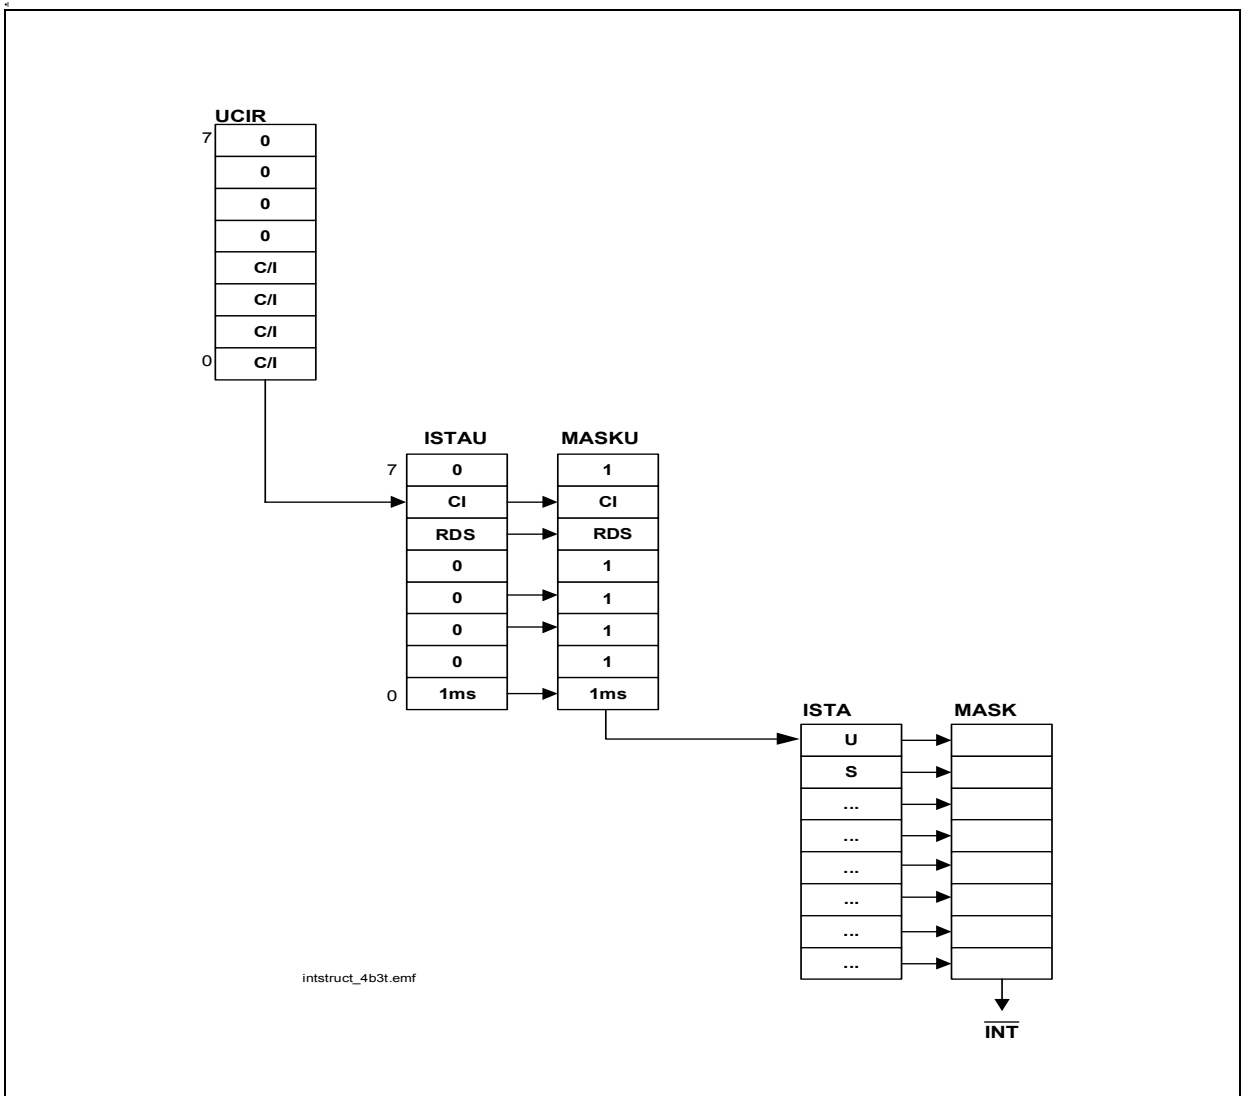 UCIR
7 0
0
0
0
C/I
C/I
C/I
0 C/I
ISTAU MASKU
7 0 1
CI CI
RDS RDS
0 1
0 1
0 1
0 1
0 1ms 1ms
ISTA MASK
U
S
...
...
...
...
...
...
intstruct_4b3t.emf
INT